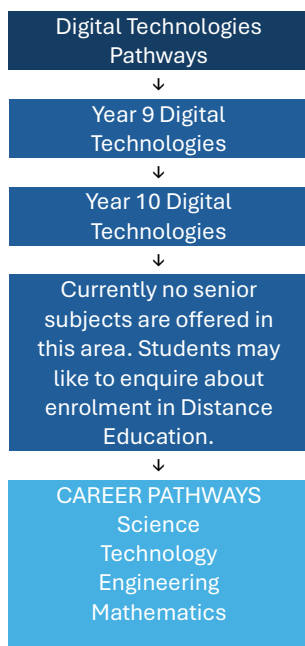 Digital Technologies
Pathways
↓
Year 9 Digital
Technologies
↓
Year 10 Digital
Technologies
↓
Currently no senior
subjects are offered in
this area. Students may
like to enquire about
enrolment in Distance
Education.
↓
CAREER PATHWAYS
Science
Technology
Engineering
Mathematics